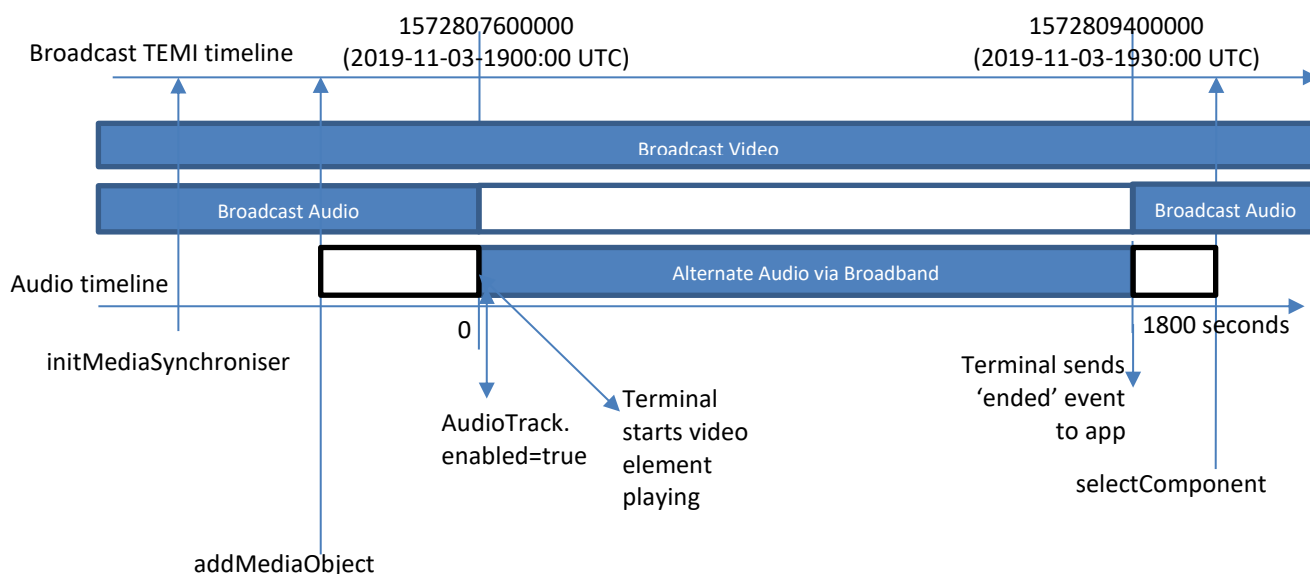 1572807600000
(2019-11-03-1900:00 UTC)
1572809400000
(2019-11-03-1930:00 UTC)
Broadcast TEMI timeline
Broadcast Video
Broadcast Audio
Broadcast Audio
Alternate Audio via Broadband
Audio timeline
0
1800 seconds
initMediaSynchroniser
AudioTrack.
enabled=true
Terminal
starts video
element
playing
Terminal sends
‘ended’ event
to app
selectComponent
addMediaObject